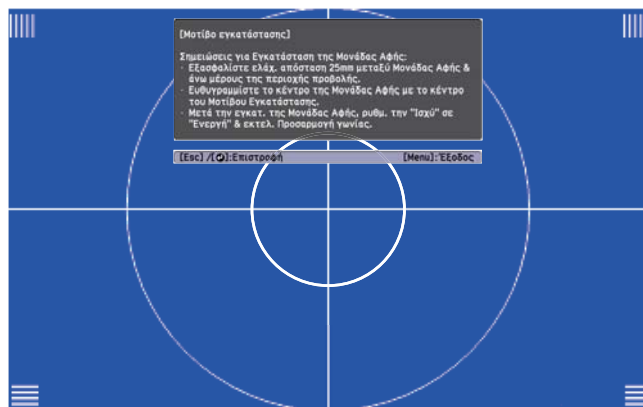 [Μοτίβο εγκατάστασης]
Σημειώσεις για Εγκατάσταση της Μονάδας Αφής:
· Εξασφαλίστε ελάχ. απόσταση 25mm μεταξύ Μονάδας Αφής &
άνω μέρους της περιοχής προβολής.
· Ευθυγραμμίστε το κέντρο της Μονάδας Αφής με το κέντρο
του Μοτίβου Εγκατάστασης.
· Μετά την εγκατ. της Μονάδας Αφής, ρυθμ. την "Ισχύ" σε
"Ενεργή" & εκτελ. Προσαρμογή γωνίας.
[Esc] /[⮌]:Επιστροφή [Menu]:Έξοδος